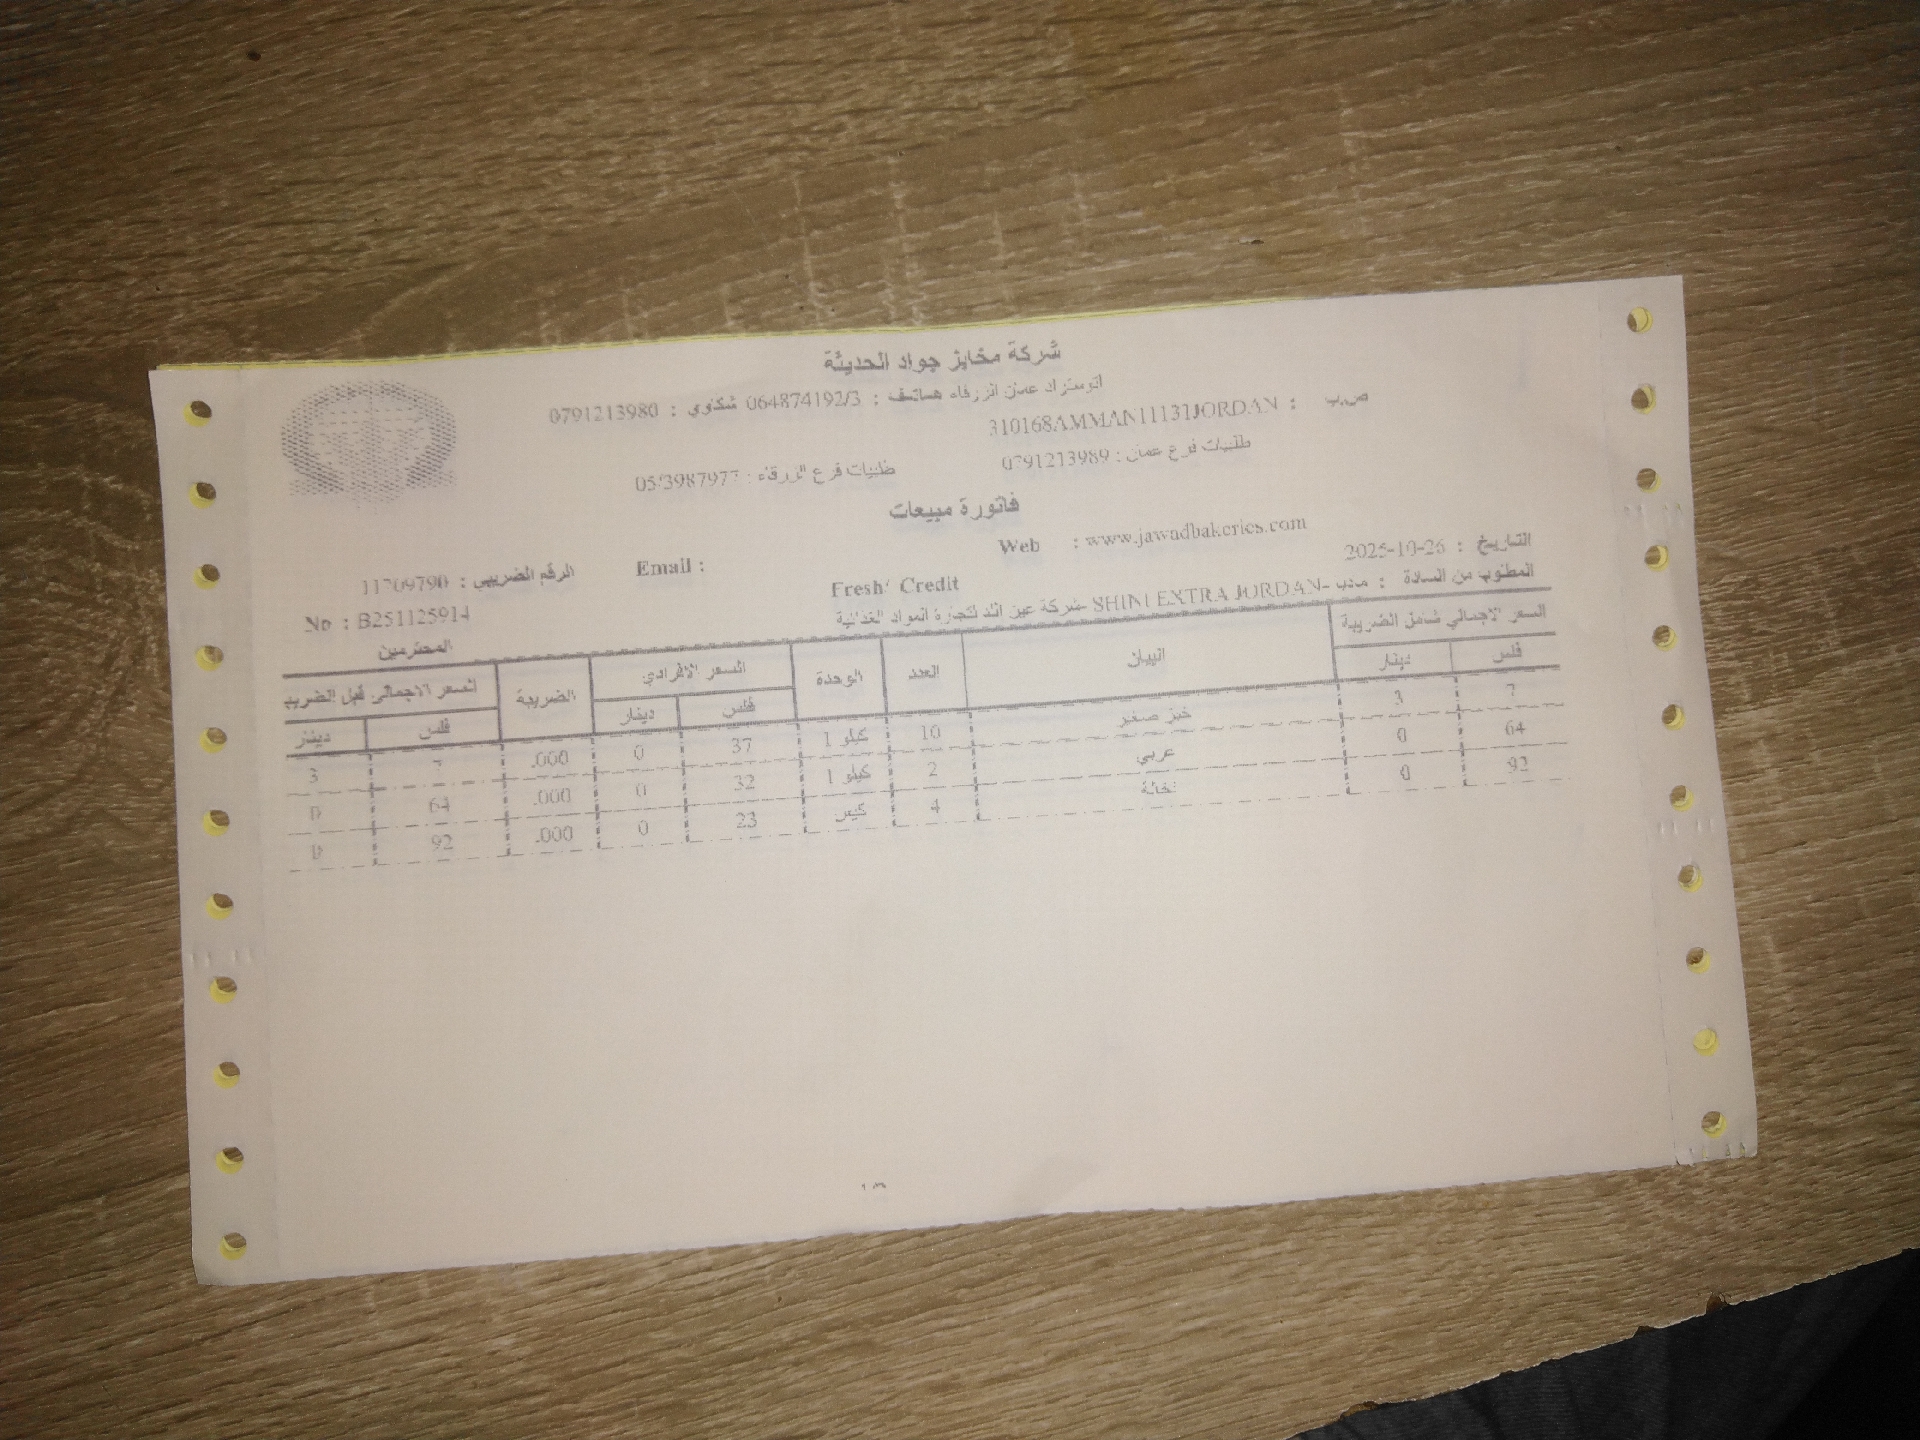 شركة مخابز جواد الحديثة
اتوستراد عمان الزرقاء هاتف : 064874192/3 شكاوي : 0791213980
ص.ب : 310168AMMAN11131JORDAN
طلبيات فرع عمان : 0791213989 طلبيات فرع الزرقاء : 05/3987977
فاتورة مبيعات
Web : www.jawadbakeries.com Email : الرقم الضريبي : 11709790
التاريخ : 2025-10-26 Fresh/ Credit No : B251125914
المطلوب من السادة : SHINI EXTRA JORDAN- شركة عين الد لتجارة المواد الغذائية المحترمين
السعر الاجمالي شامل الضريبة البيان العدد الوحدة السعر الافرادي الضريبة السعر الاجمالي قبل الضريبة
فلس دينار فلس دينار فلس دينار
7 3 خبز صغير 10 كيلو 1 37 0 .000 3
64 0 عربي 2 كيلو 1 32 0 .000 64 0
92 0 نخالة 4 كيس 23 0 .000 92 0